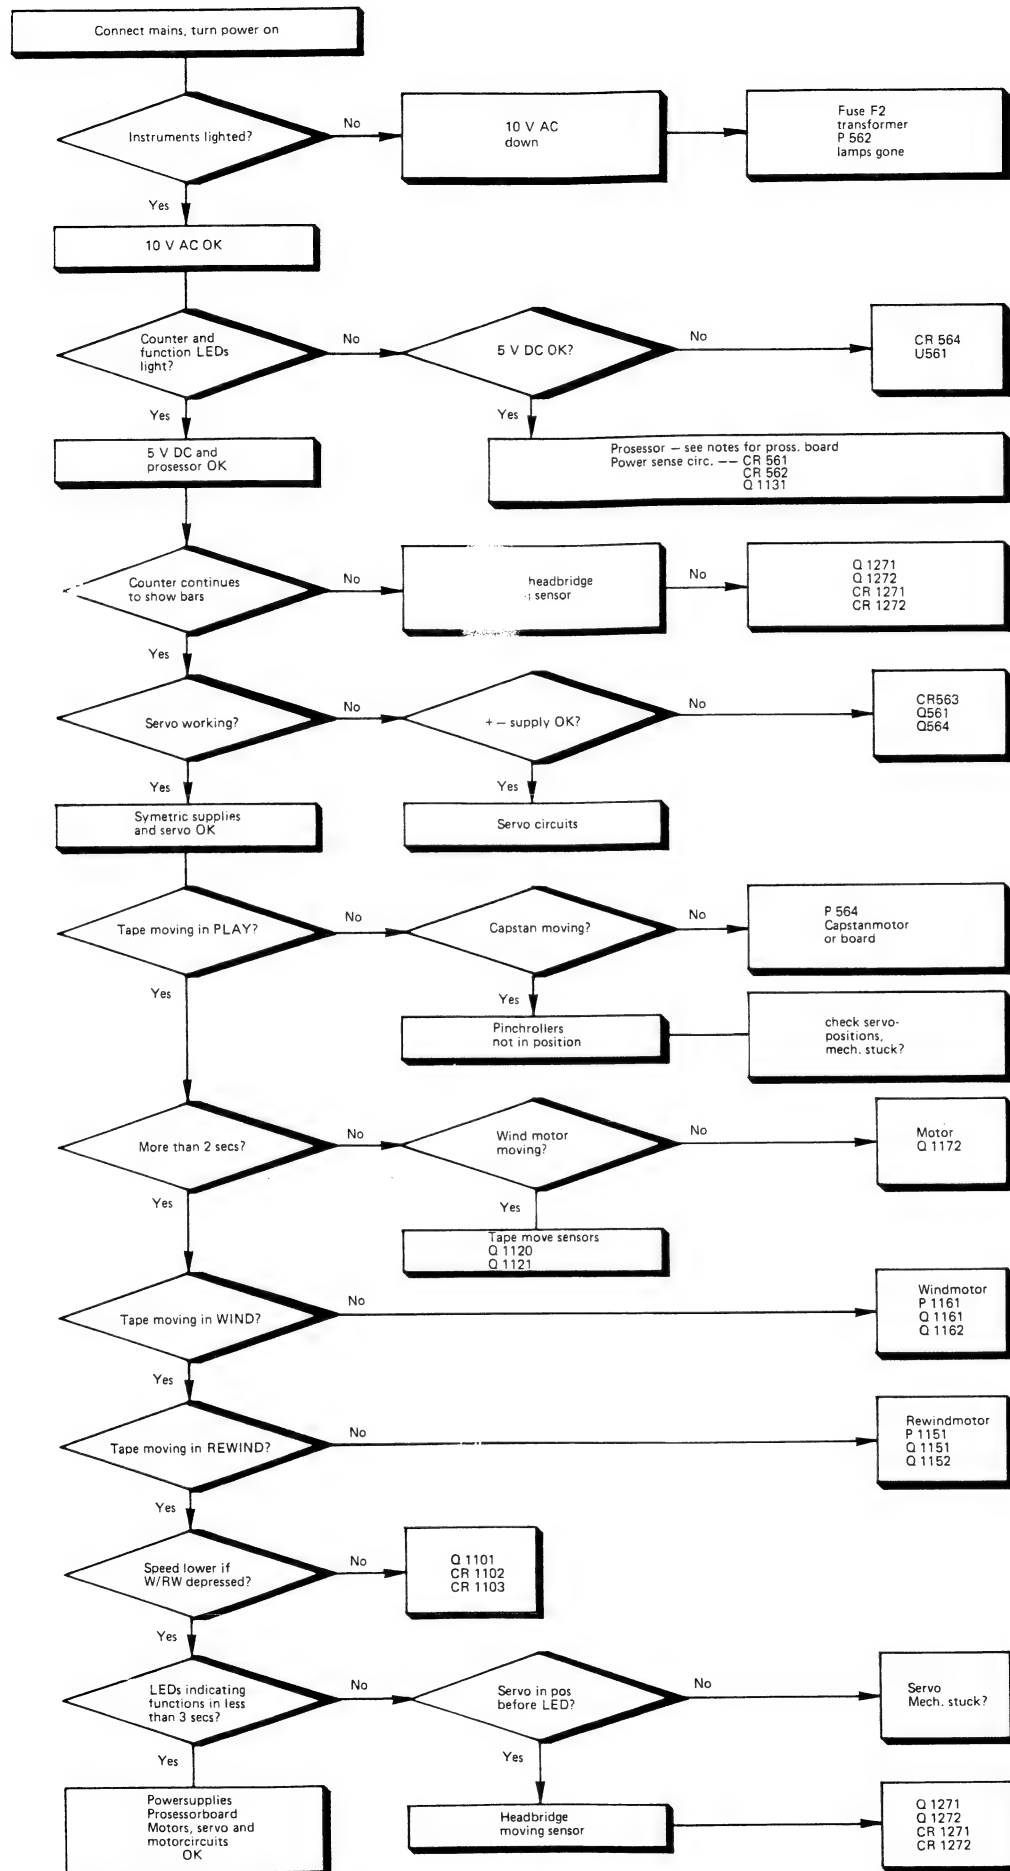 Connect mains, turn power on
Instruments lighted?
No
10 V AC
down
Fuse F2
transformer
P 562
lamps gone
Yes
10 V AC OK
Counter and
function LEDs
light?
No
5 V DC OK?
No
CR 564
U561
Yes
Yes
5 V DC and
prosessor OK
Prosessor – see notes for pross. board
Power sense circ. –– CR 561
CR 562
Q 1131
Counter continues
to show bars
No
headbridge
sensor
No
Q 1271
Q 1272
CR 1271
CR 1272
Yes
Servo working?
No
+ – supply OK?
No
CR563
Q561
Q564
Yes
Yes
Symetric supplies
and servo OK
Servo circuits
Tape moving in PLAY?
No
Capstan moving?
No
P 564
Capstanmotor
or board
Yes
Yes
Pinchrollers
not in position
check servo-
positions,
mech. stuck?
More than 2 secs?
No
Wind motor
moving?
No
Motor
Q 1172
Yes
Yes
Tape move sensors
Q 1120
Q 1121
Tape moving in WIND?
No
Windmotor
P 1161
Q 1161
Q 1162
Yes
Tape moving in REWIND?
No
Rewindmotor
P 1151
Q 1151
Q 1152
Yes
Speed lower if
W/RW depressed?
No
Q 1101
CR 1102
CR 1103
Yes
LEDs indicating
functions in less
than 3 secs?
No
Servo in pos
before LED?
No
Servo
Mech. stuck?
Yes
Yes
Powersupplies
Prosessorboard
Motors, servo and
motorcircuits
OK
Headbridge
moving sensor
Q 1271
Q 1272
CR 1271
CR 1272